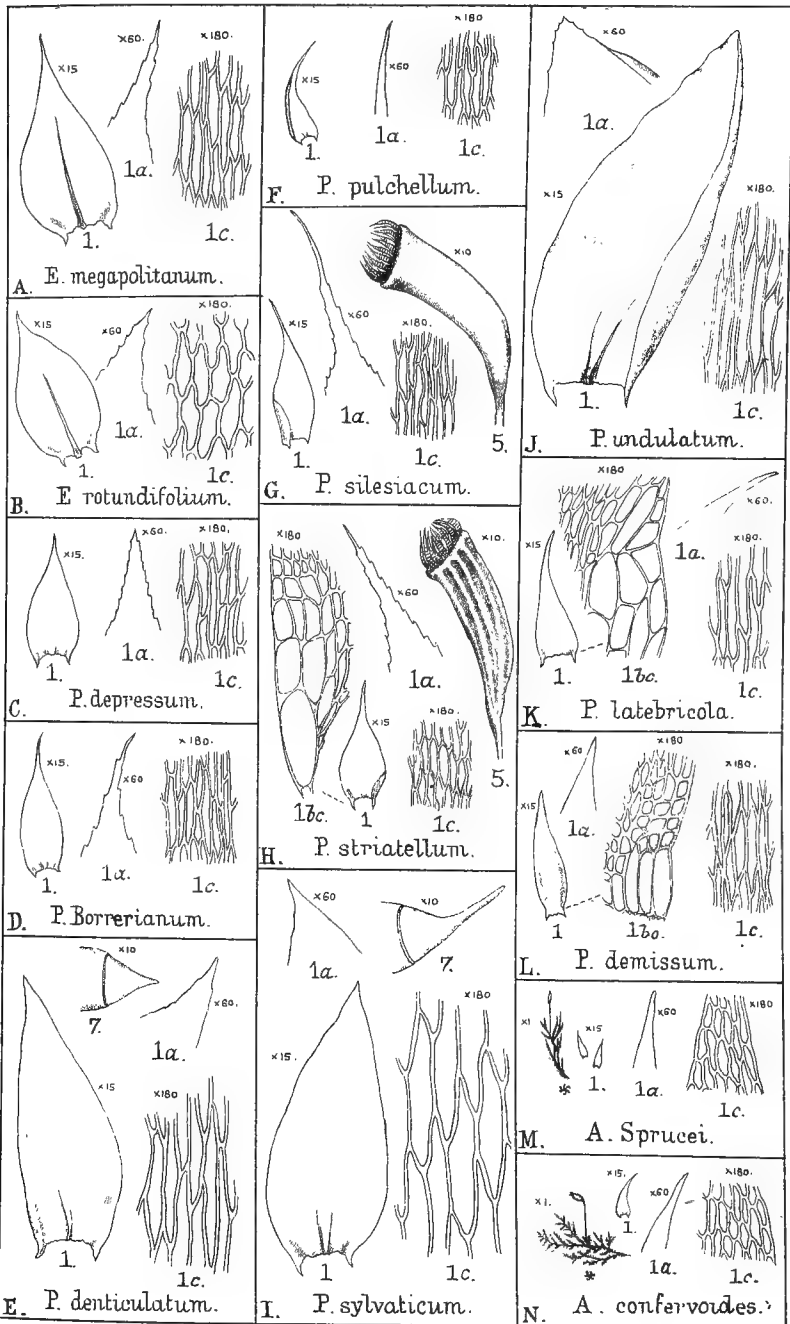 ×15 ×60. ×180.
1a.
1. 1c.
A. E. megapolitanum.
×15 ×60 ×180.
1a.
1. 1c.
B. E rotundifolium.
×15. ×60. ×180.
1a.
1. 1c.
C. P. depressum.
×15. ×60 ×180.
1. 1a. 1c.
D. P. Borrerianum.
×10
7.
×60.
1a.
×15 ×180
1. 1c.
E. P. denticulatum.
×15 ×60 ×180
1. 1a. 1c.
F. P. pulchellum.
×10
×15 ×60 ×180.
1a.
1. 1c. 5.
G. P. silesiacum.
×180 ×60 ×10.
1a.
×15 ×180.
1bc. 1 1c. 5.
H. P. striatellum.
×60 ×10
1a. 7.
×15. ×180
1 1c.
I. P. sylvaticum.
×60
1a.
×15 ×180.
1. 1c.
J. P. undulatum.
×180 ×60.
×15 1a. ×180.
1. 1bc. 1c.
K. P. latebricola.
×60 ×180
×15 1a. ×180.
1 1bc. 1c.
L. P. demissum.
×1 ×15 ×60 ×180
1. 1a. 1c.
*
M. A. Sprucei.
×1. ×15. ×60 ×180.
1. 1a. 1c.
*
N. A. confervoides.